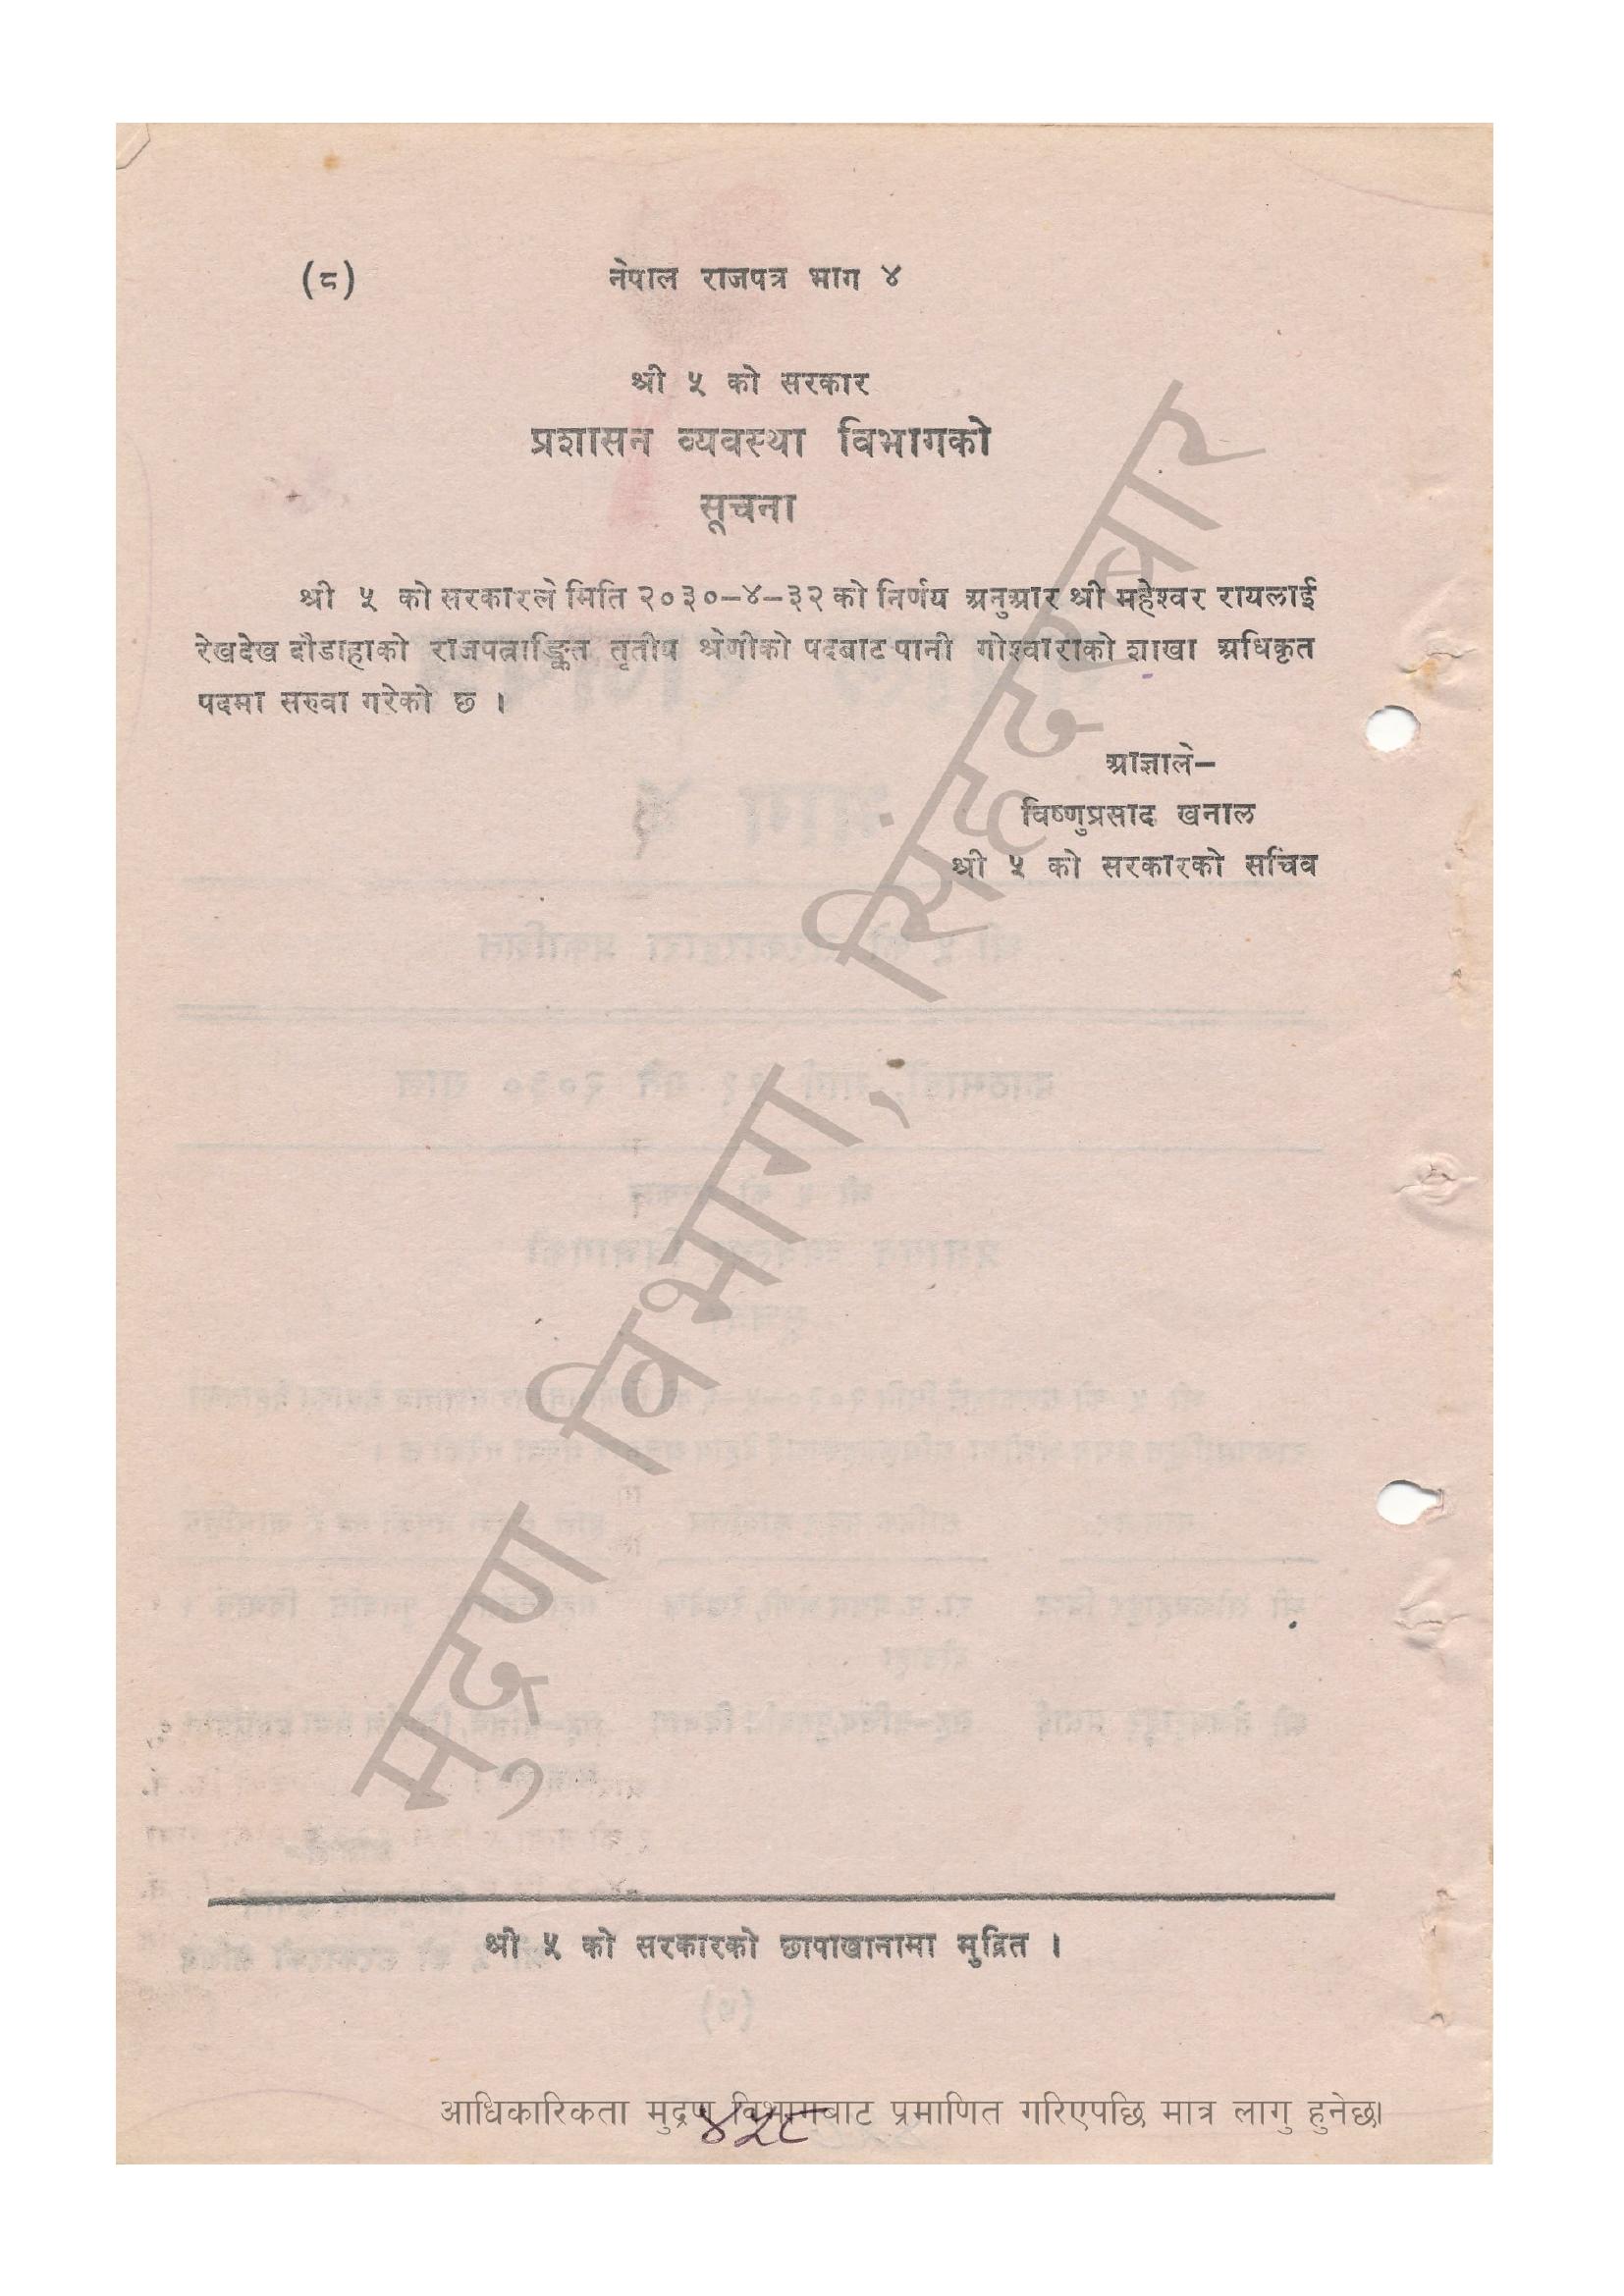 (८) नेपाल राजपत्र भाग ४
श्री ५ को सरकार
प्रशासन व्यवस्था विभागको
सूचना
श्री ५ को सरकारले मिति २०३०-४-३२ को निर्णय अनुआर श्री महेश्वर रायलाई
रेखदेख दौडाहाको राजपत्राङ्कित तृतीय श्रेणीको पदबाट पानी गोश्वाराको शाखा अधिकृत
पदमा सरुवा गरेको छ ।
आज्ञाले-
विष्णुप्रसाद खनाल
श्री ५ को सरकारको सचिव
मुद्रण विभाग, सिंहदरबार
श्री ५ को सरकारको छापाखानामा मुद्रित ।
आधिकारिकता मुद्रण विभागबाट प्रमाणित गरिएपछि मात्र लागु हुनेछ।
४५८